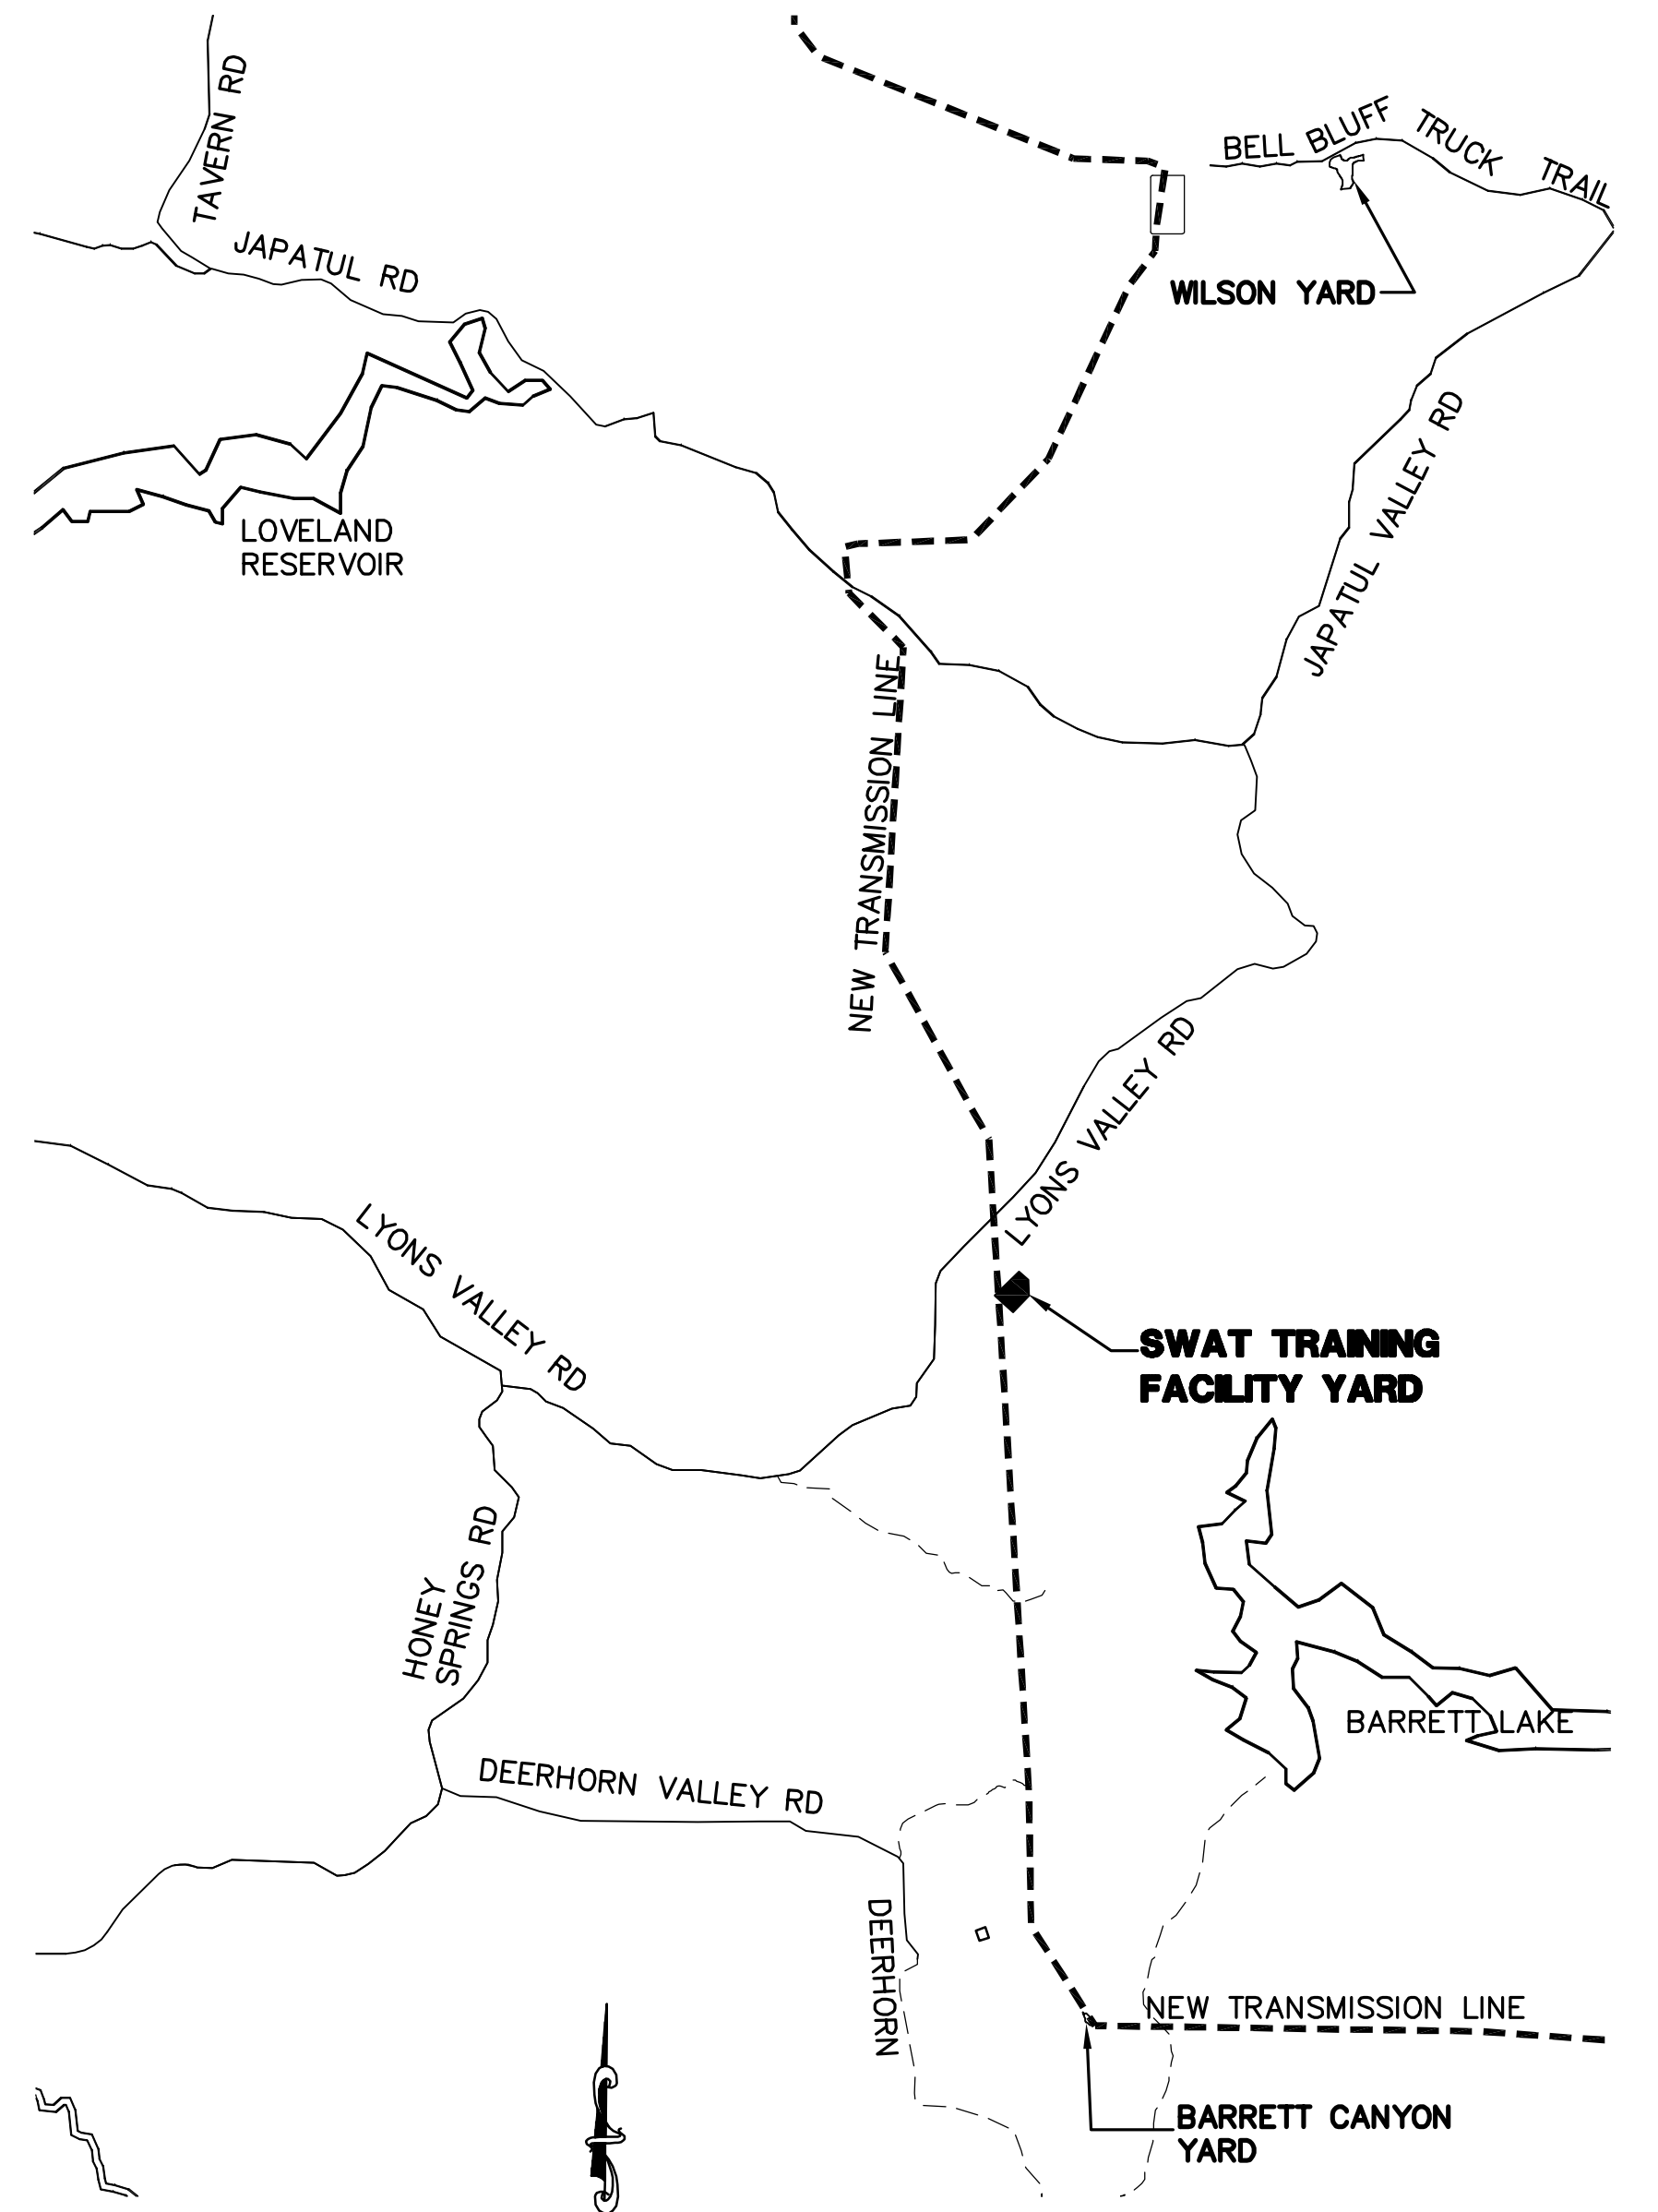 TAVERN RD
BELL BLUFF TRUCK TRAIL
JAPATUL RD
WILSON YARD
JAPATUL VALLEY RD
LOVELAND
RESERVOIR
NEW TRANSMISSION LINE
LYONS VALLEY RD
LYONS VALLEY RD
SWAT TRAINING
FACILITY YARD
HONEY
SPRINGS RD
BARRETT LAKE
DEERHORN VALLEY RD
DEERHORN
NEW TRANSMISSION LINE
BARRETT CANYON
YARD